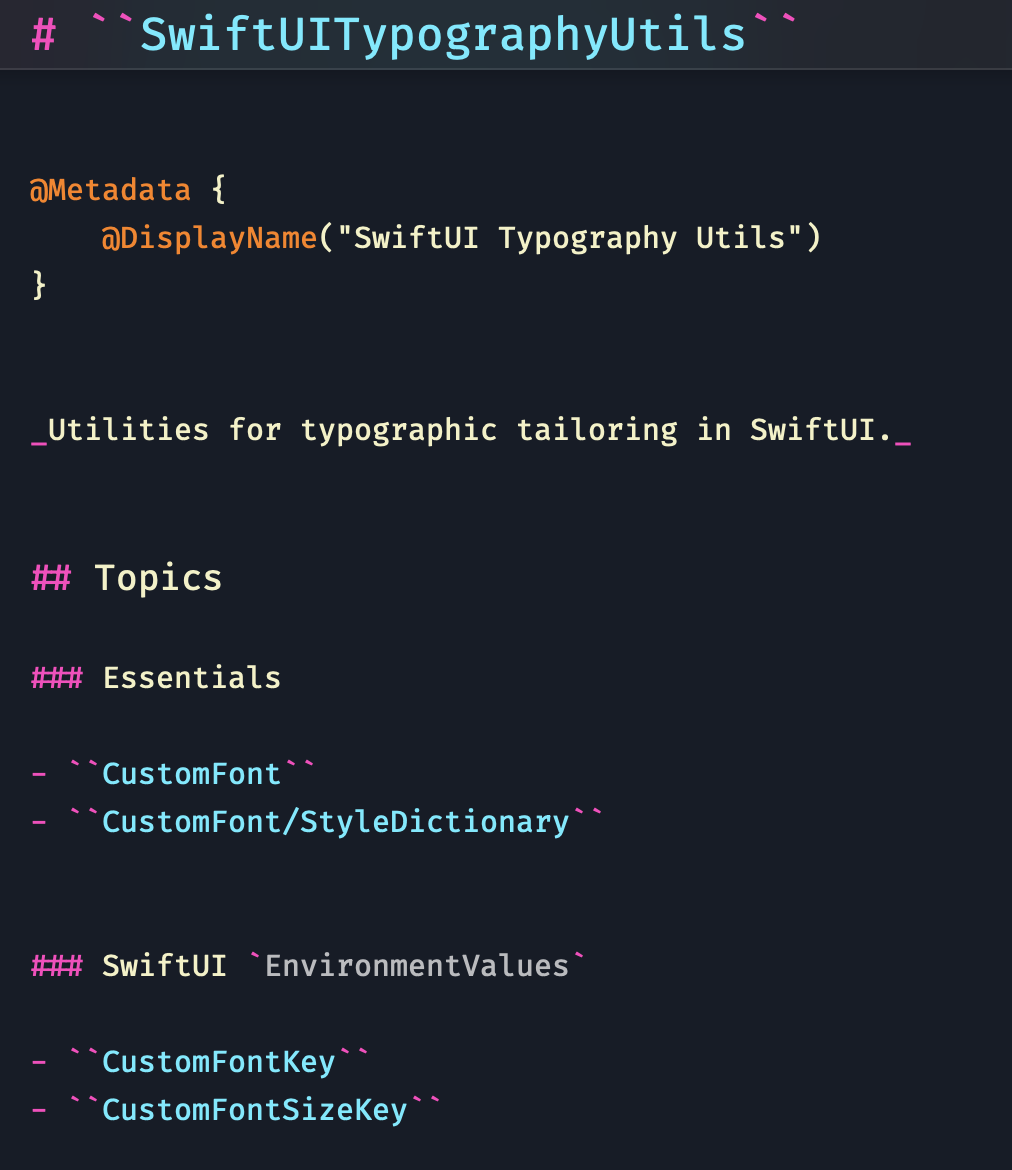 # ``SwiftUITypographyUtils``
@Metadata {
    @DisplayName("SwiftUI Typography Utils")
}
_Utilities for typographic tailoring in SwiftUI._
## Topics
### Essentials
- ``CustomFont``
- ``CustomFont/StyleDictionary``
### SwiftUI `EnvironmentValues`
- ``CustomFontKey``
- ``CustomFontSizeKey``